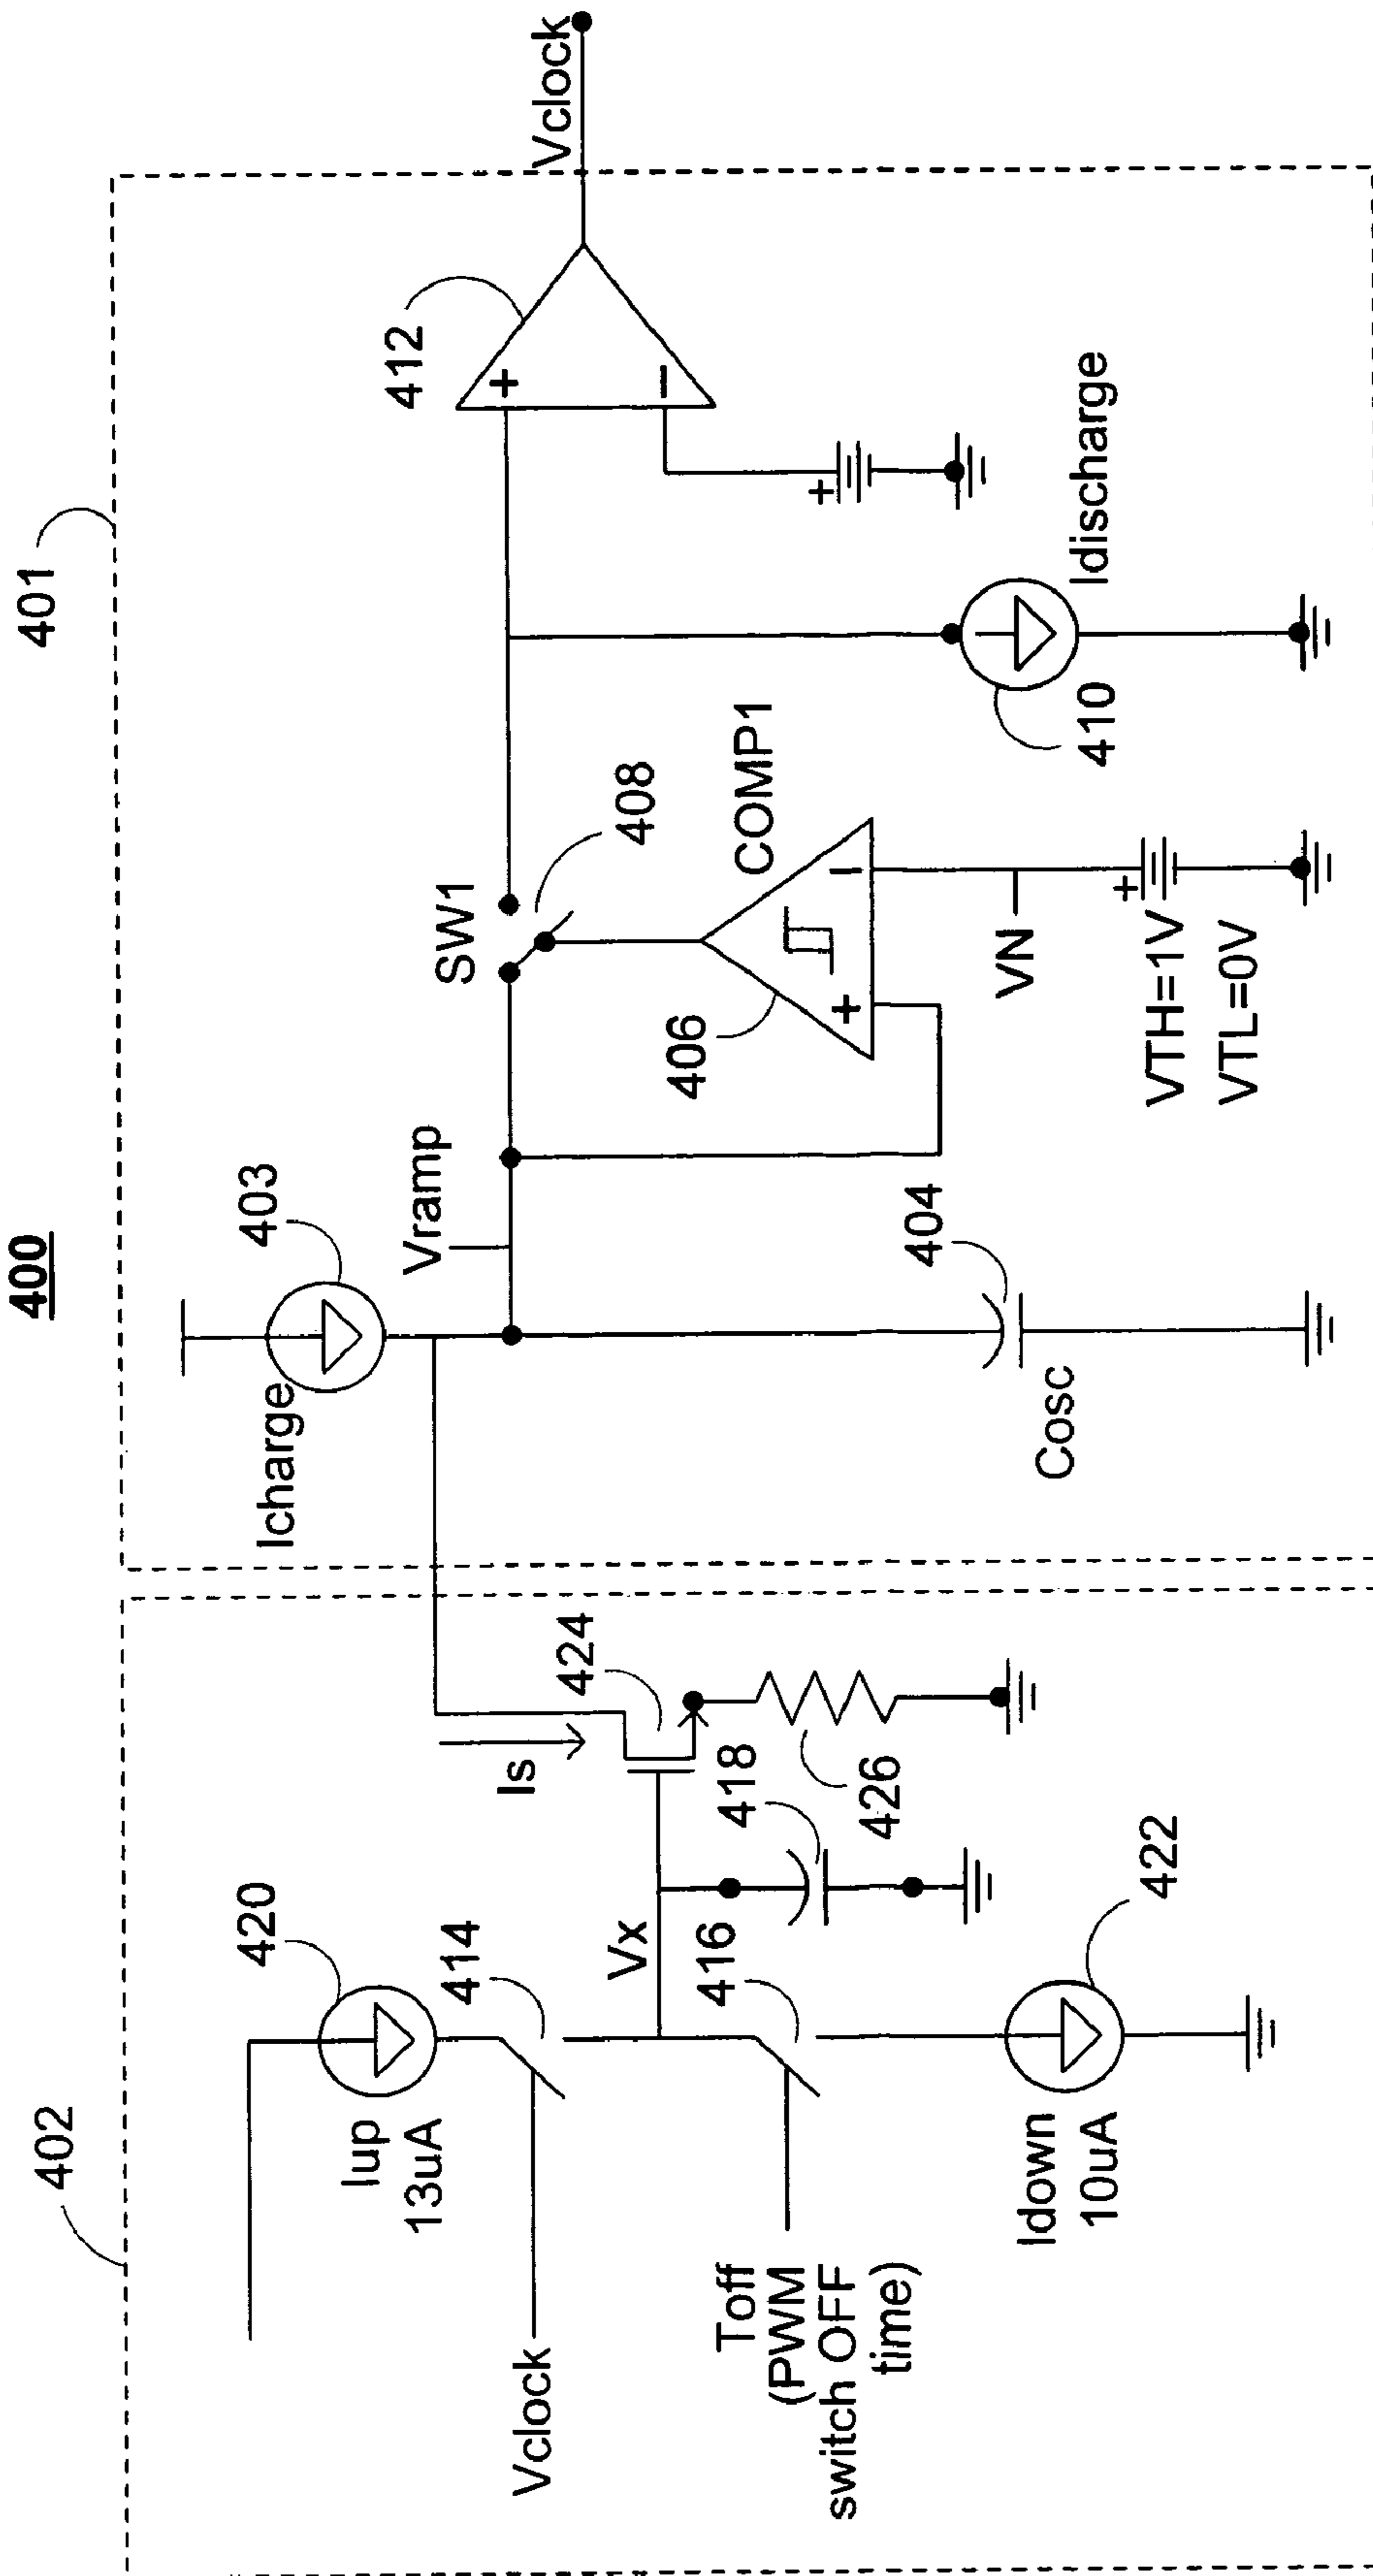 400
401
402
403
Icharge
Vramp
SW1
408
412
Vclock
420
Iup
13uA
414
Vclock
Is
424
Vx
418
416
426
Toff
(PWM
switch OFF
time)
Idown
10uA
422
404
Cosc
406
COMP1
+
−
VN
+
VTH=1V
VTL=0V
410
Idischarge
+
−
+